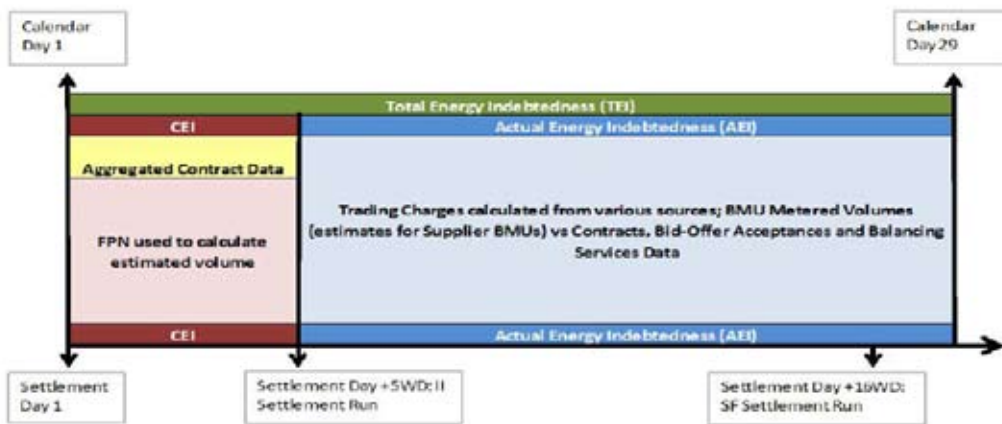 Calendar
Day 1
Calendar
Day 29
Total Energy Indebtedness (TEI)
CEI
Actual Energy Indebtedness (AEI)
Aggregated Contract Data
FPN used to calculate
estimated volume
Trading Charges calculated from various sources; BMU Metered Volumes
(estimates for Supplier BMUs) vs Contracts, Bid-Offer Acceptances and Balancing
Services Data
CEI
Actual Energy Indebtedness (AEI)
Settlement
Day 1
Settlement Day +5WD: II
Settlement Run
Settlement Day +16WD:
SF Settlement Run